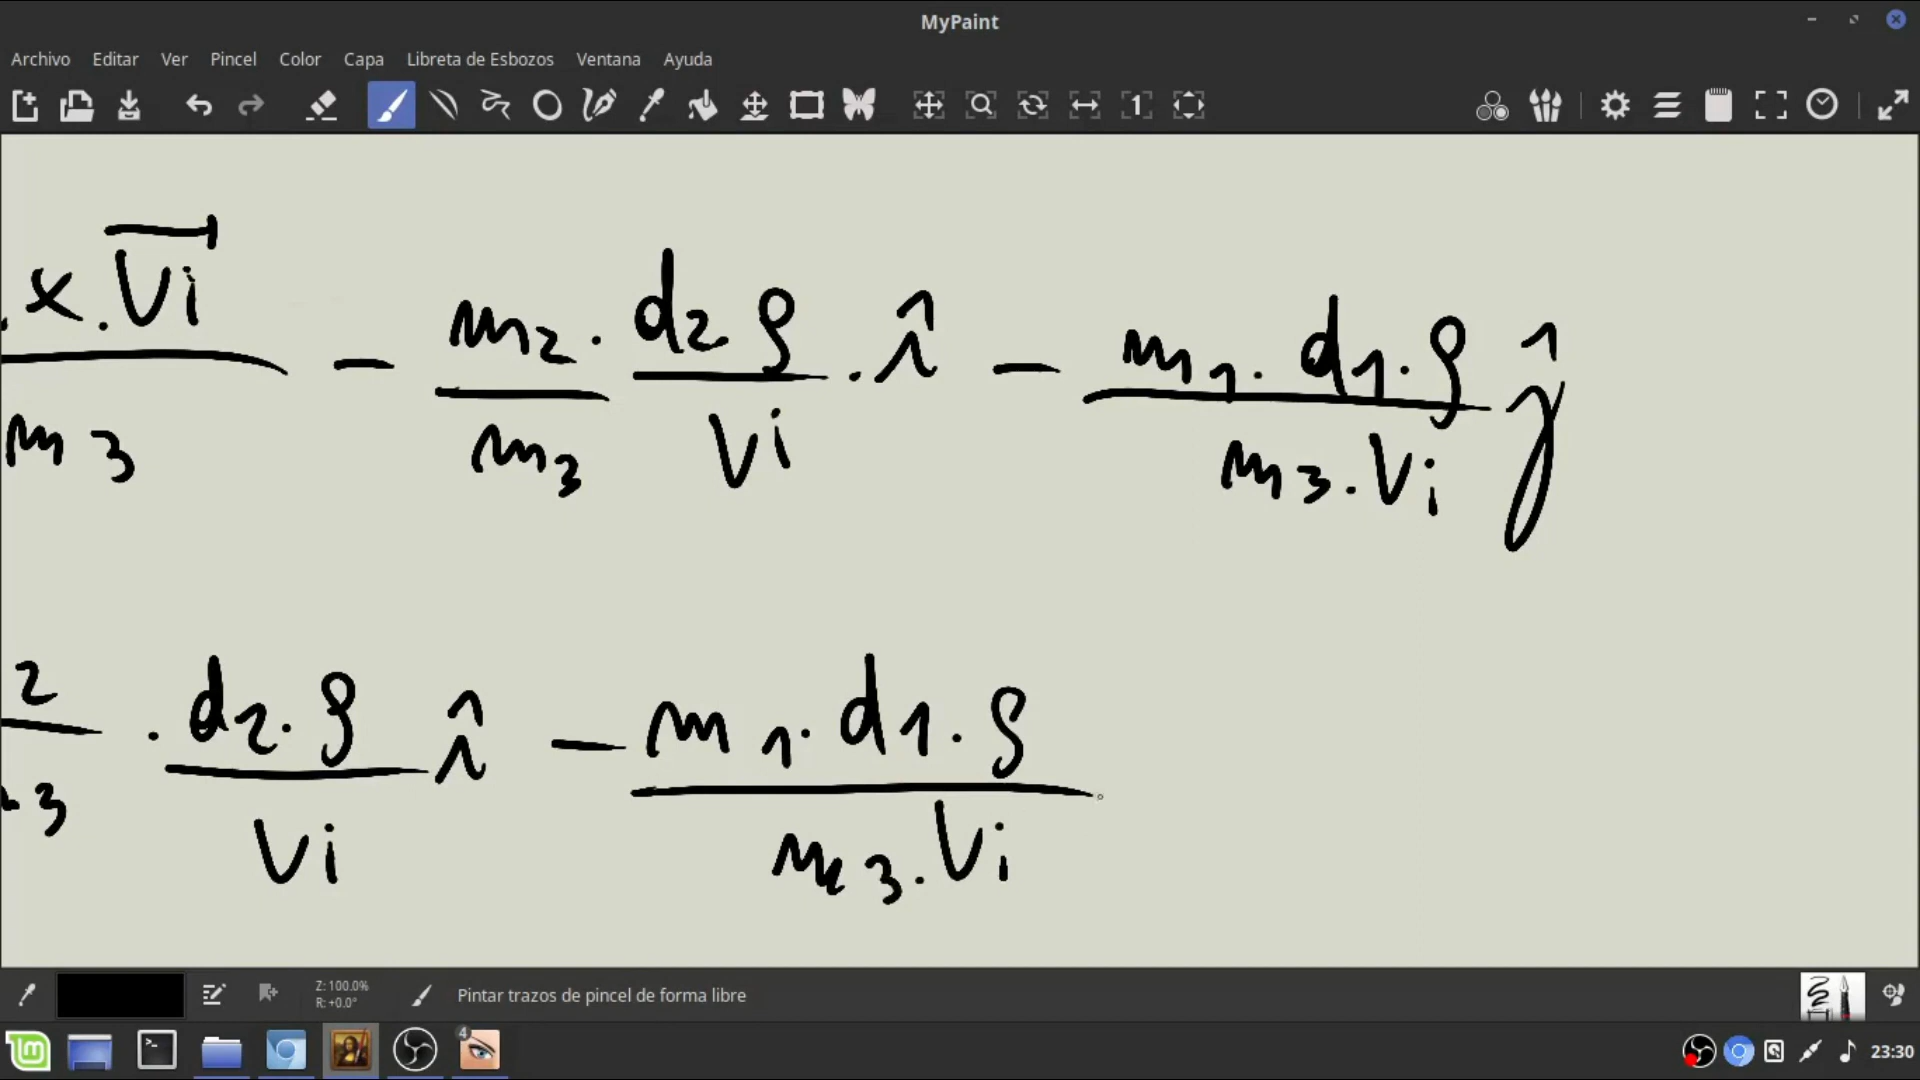 MyPaint
Archivo Editar Ver Pincel Color Capa Libreta de Esbozos Ventana Ayuda
. x . Vi
m3
- m2 . d2 ρ . î - m1 . d1 . ρ ĵ
m3 Vi m3 . Vi
2 . d2 . ρ î - m1 . d1 . ρ
3 Vi m3 . Vi
Z: 100.0%
R: +0.0°
Pintar trazos de pincel de forma libre
4
23:30